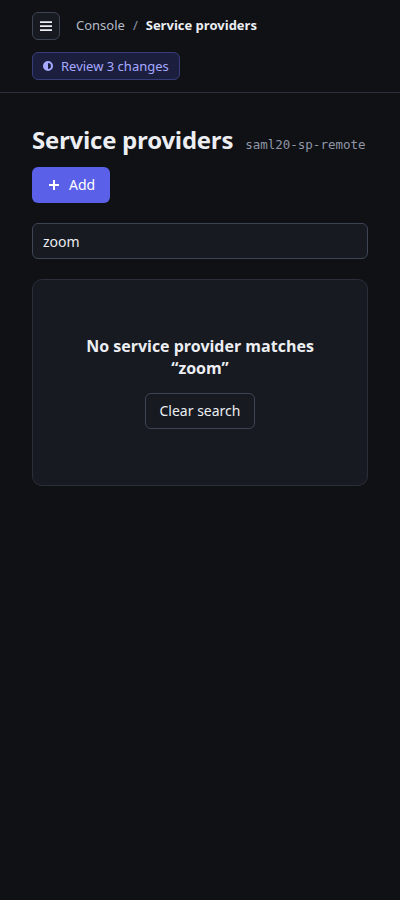 Console / Service providers
Review 3 changes
Service providers saml20-sp-remote
Add
zoom
No service provider matches
“zoom”
Clear search